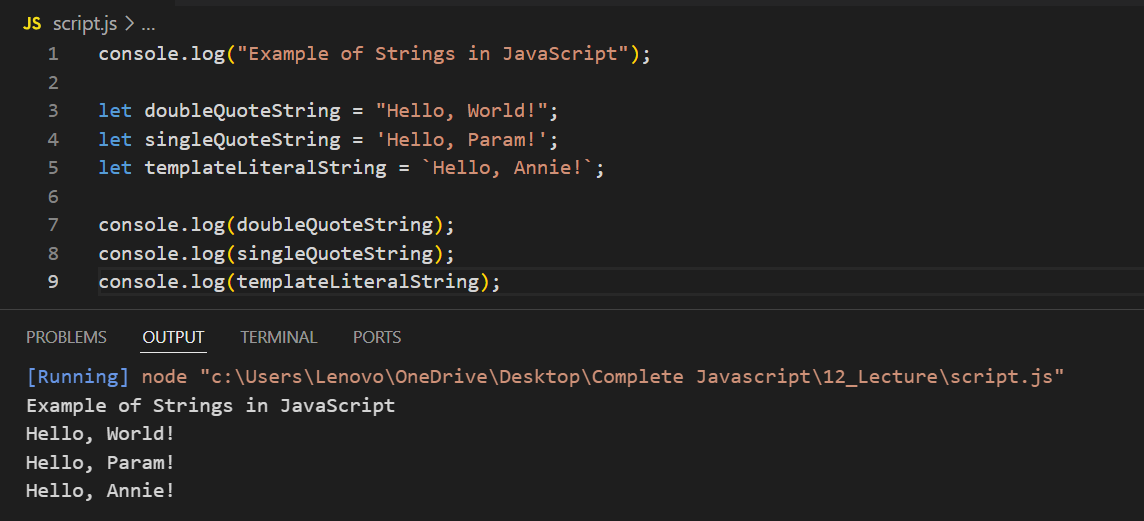 JS script.js > ...
1 console.log("Example of Strings in JavaScript");
2
3 let doubleQuoteString = "Hello, World!";
4 let singleQuoteString = 'Hello, Param!';
5 let templateLiteralString = `Hello, Annie!`;
6
7 console.log(doubleQuoteString);
8 console.log(singleQuoteString);
9 console.log(templateLiteralString);
PROBLEMS OUTPUT TERMINAL PORTS
[Running] node "c:\Users\Lenovo\OneDrive\Desktop\Complete Javascript\12_Lecture\script.js"
Example of Strings in JavaScript
Hello, World!
Hello, Param!
Hello, Annie!